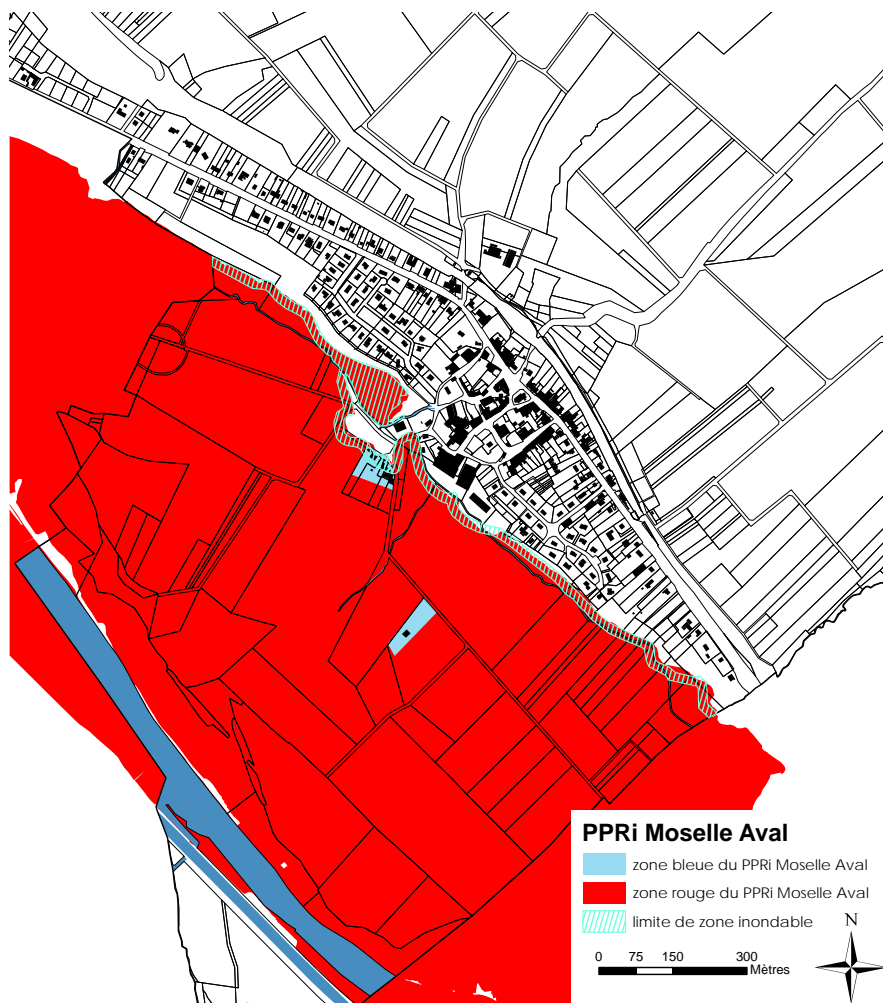 PPRi Moselle Aval
zone bleue du PPRi Moselle Aval
zone rouge du PPRi Moselle Aval
limite de zone inondable
N
0 75 150 300
Mètres